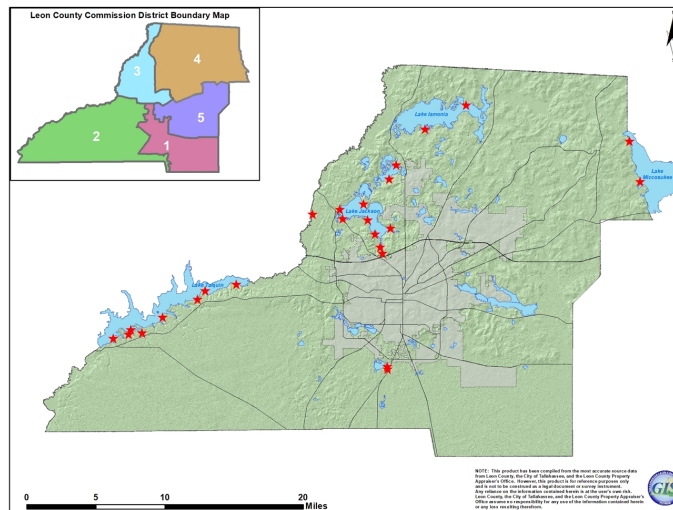 Leon County Commission District Boundary Map
3
4
2
5
1
Lake Iamonia
Lake
Miccosukee
Lake Jackson
Lake Talquin
NOTE: This product has been compiled from the most accurate source data
from Leon County, the City of Tallahassee, and the Leon County Property
Appraiser's Office. However, this product is for reference purposes only
and is not to be construed as a legal document or survey instrument.
Any reliance on the information contained herein is at the user's own risk.
Leon County, the City of Tallahassee, and the Leon County Property Appraiser's
Office assume no responsibility for any use of the information contained herein
or any loss resulting therefrom.
GIS
0 5 10 20
Miles